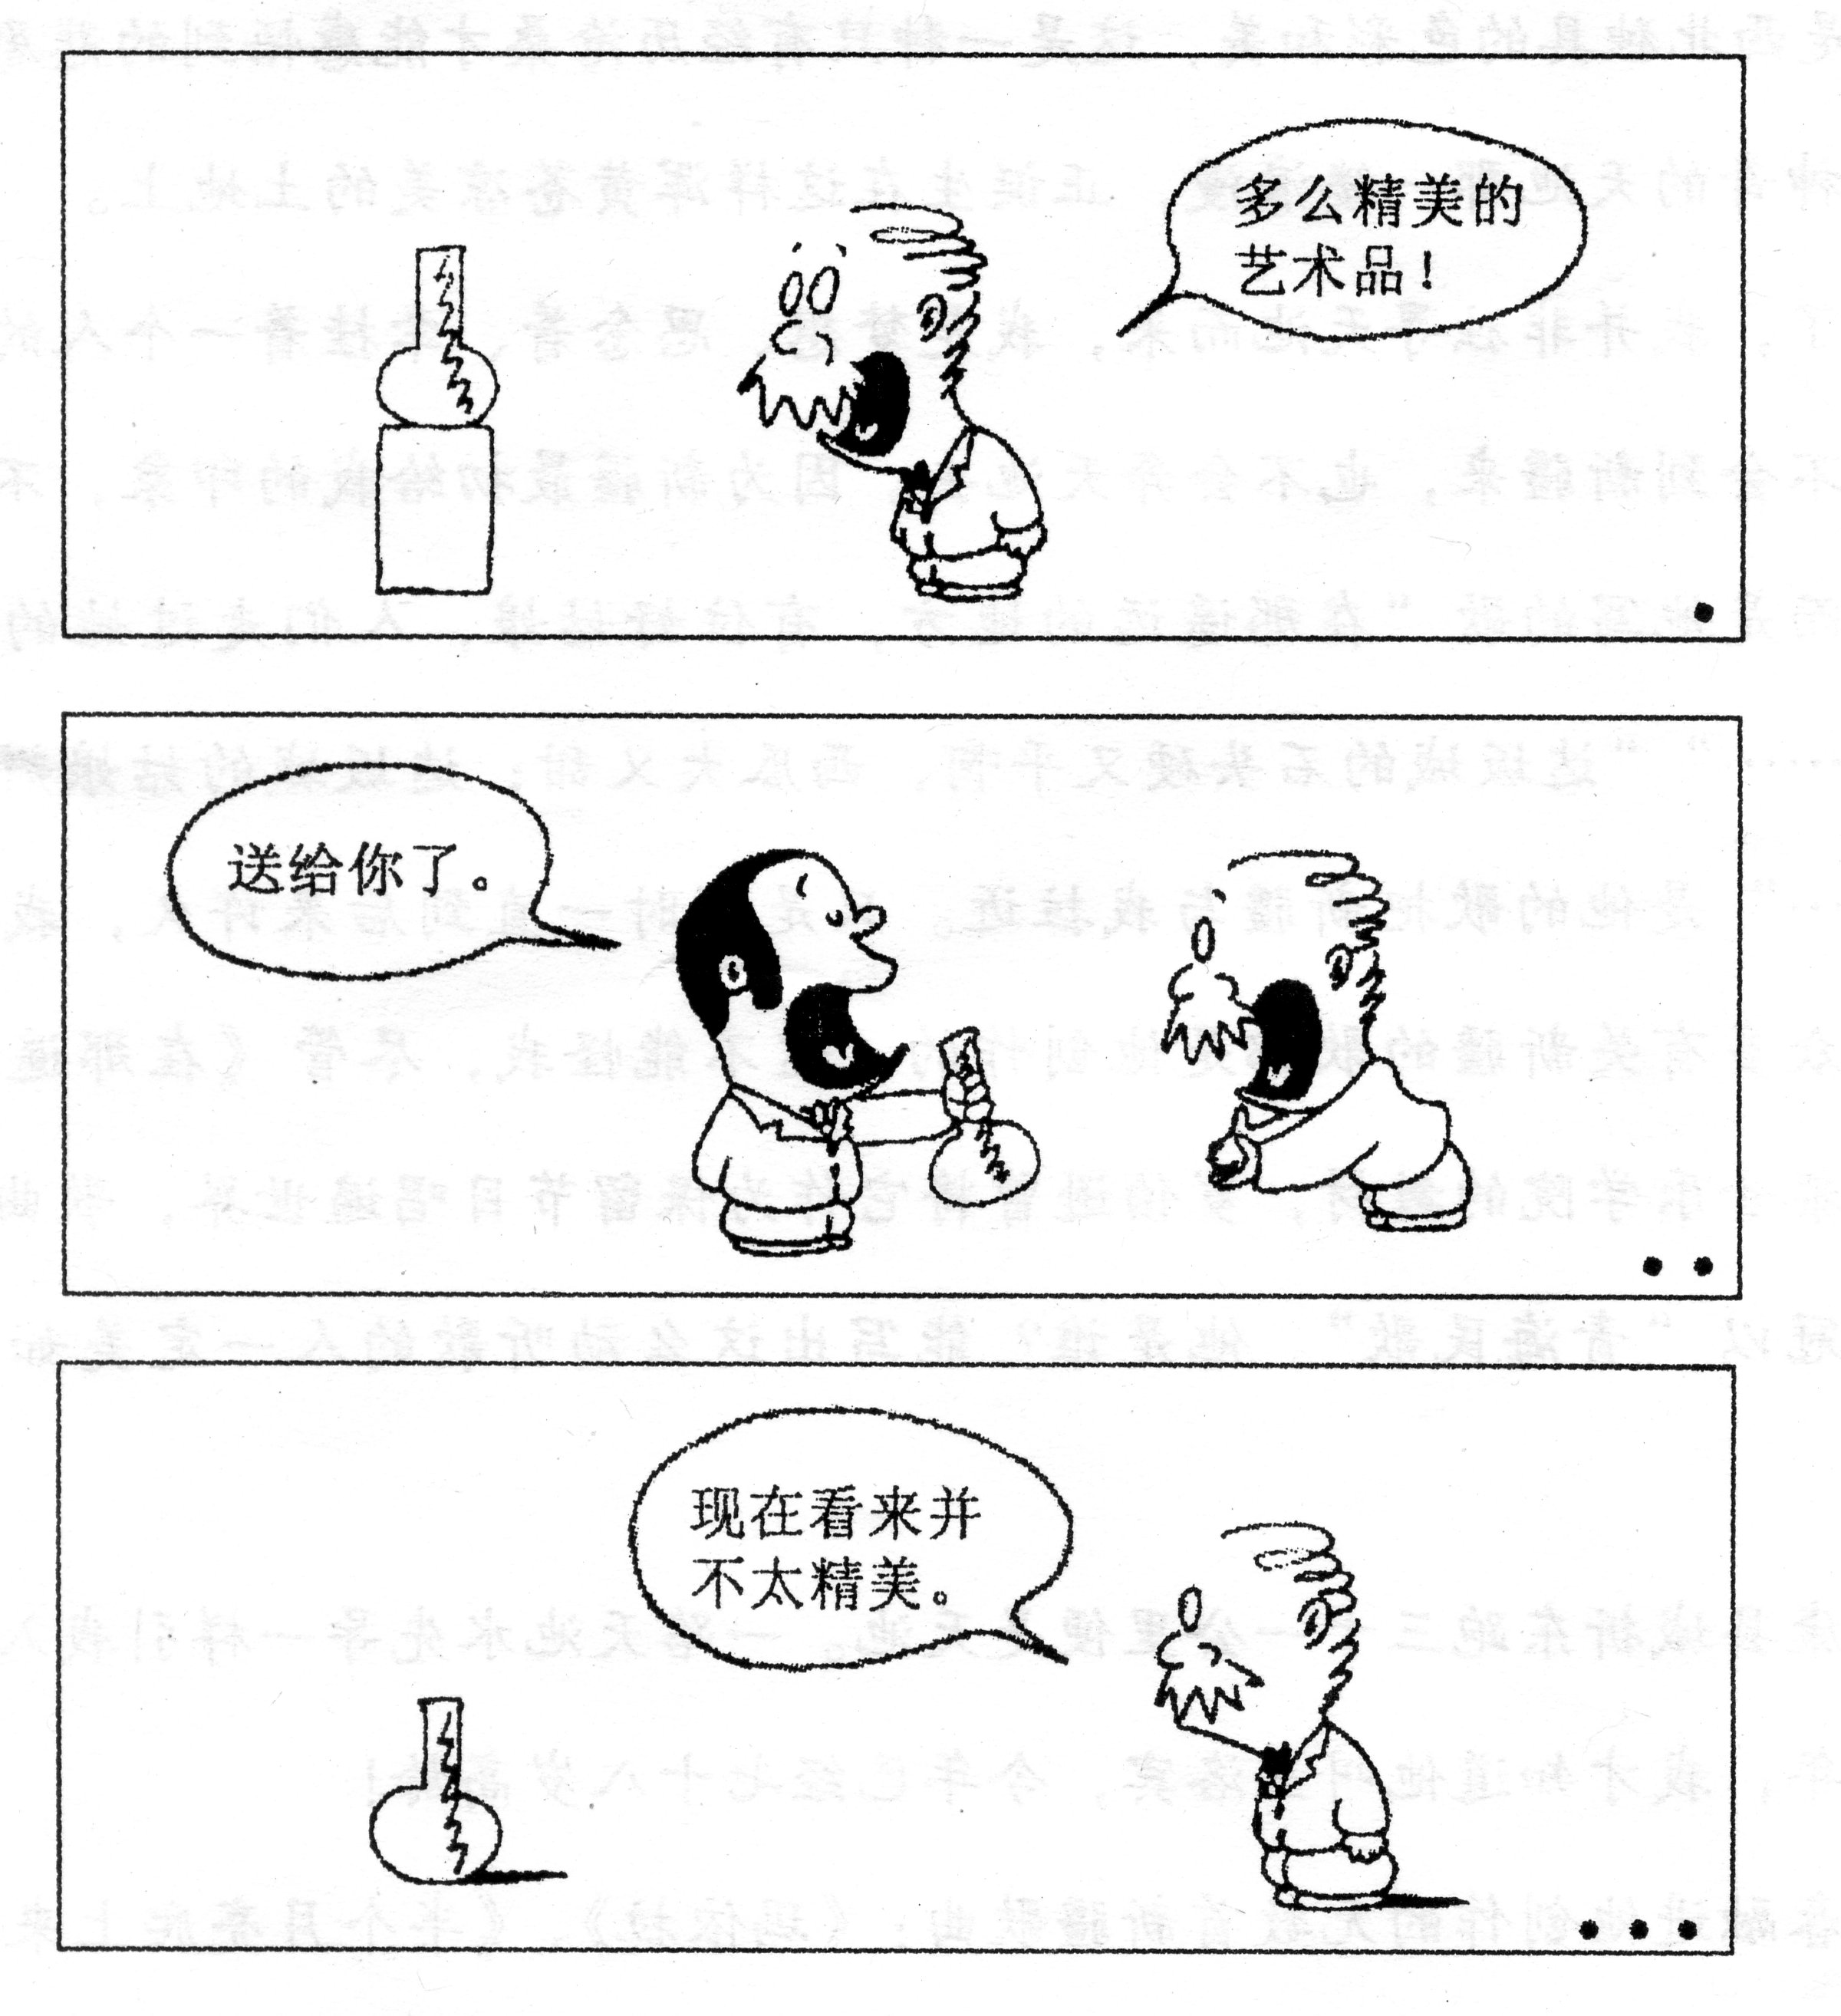 多么精美的
艺术品！
送给你了。
现在看来并
不太精美。